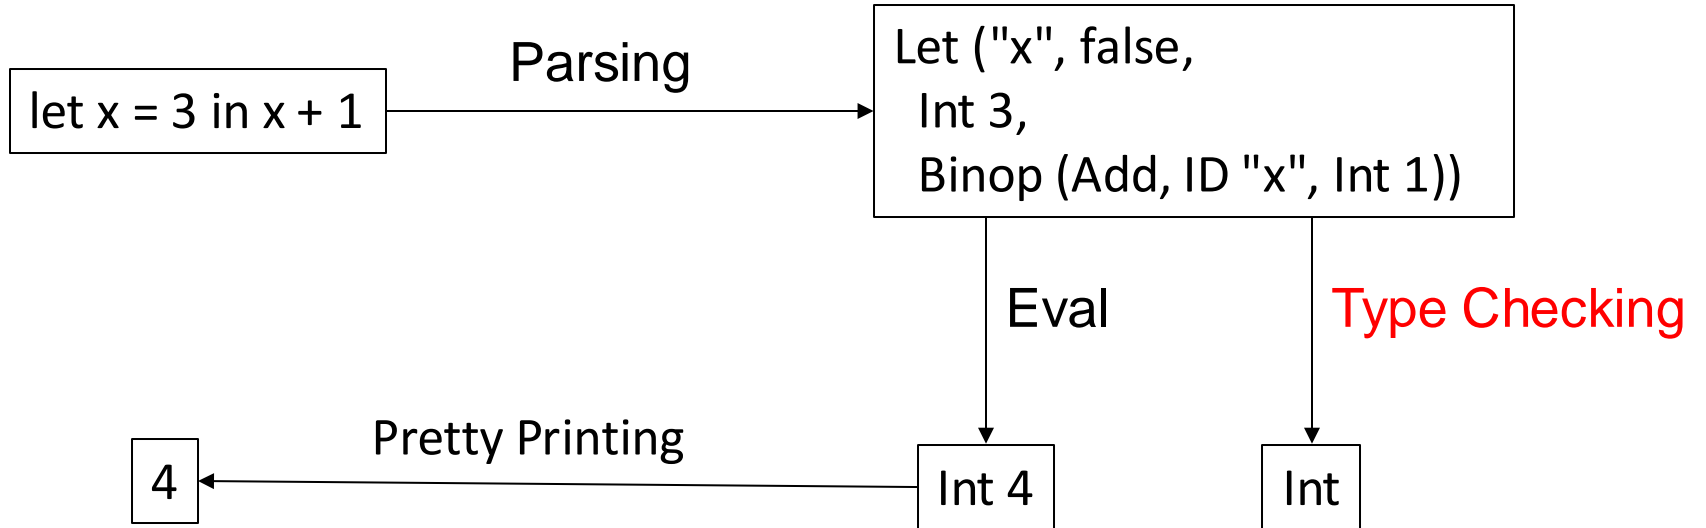 Parsing
let x = 3 in x + 1
Let ("x", false,
Int 3,
Binop (Add, ID "x", Int 1))
Eval
Type Checking
Pretty Printing
4
Int 4
Int